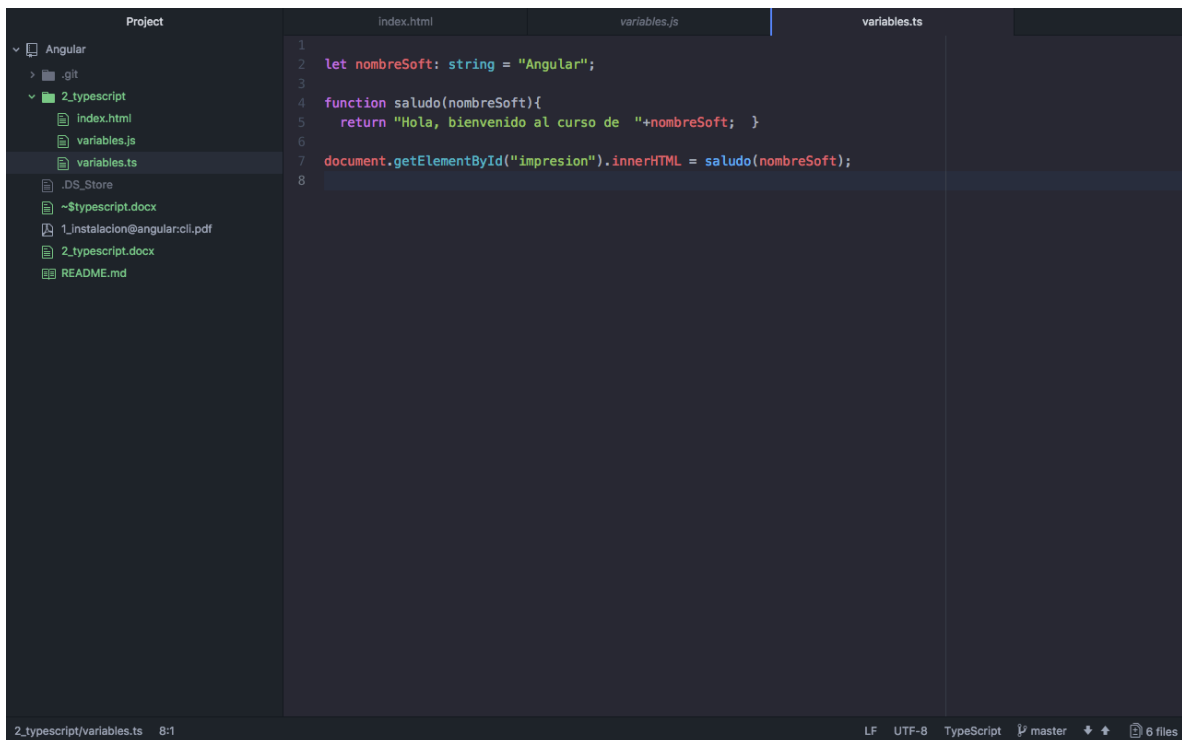 Project
index.html
variables.js
variables.ts
Angular
.git
2_typescript
index.html
variables.js
variables.ts
.DS_Store
~$typescript.docx
1_instalacion@angular:cli.pdf
2_typescript.docx
README.md
1
2 let nombreSoft: string = "Angular";
3
4 function saludo(nombreSoft){
5 return "Hola, bienvenido al curso de  "+nombreSoft;  }
6
7 document.getElementById("impresion").innerHTML = saludo(nombreSoft);
8
2_typescript/variables.ts 8:1 LF UTF-8 TypeScript master 6 files